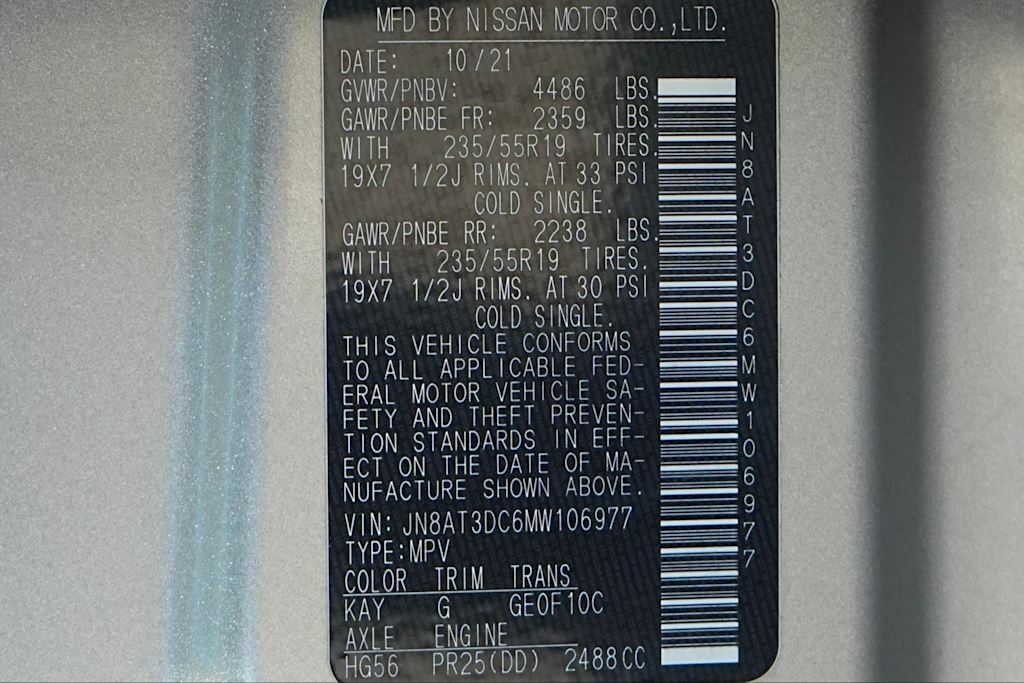 MFD BY NISSAN MOTOR CO.,LTD.
DATE: 10/21
GVWR/PNBV: 4486 LBS.
GAWR/PNBE FR: 2359 LBS.
WITH 235/55R19 TIRES.
19X7 1/2J RIMS. AT 33 PSI
COLD SINGLE.
GAWR/PNBE RR: 2238 LBS.
WITH 235/55R19 TIRES.
19X7 1/2J RIMS. AT 30 PSI
COLD SINGLE.
THIS VEHICLE CONFORMS
TO ALL APPLICABLE FED-
ERAL MOTOR VEHICLE SA-
FETY AND THEFT PREVEN-
TION STANDARDS IN EFF-
ECT ON THE DATE OF MA-
NUFACTURE SHOWN ABOVE.
VIN: JN8AT3DC6MW106977
TYPE:MPV
COLOR TRIM TRANS
KAY G GE0F10C
AXLE ENGINE
HG56 PR25(DD) 2488CC
JN8AT3DC6MW106977